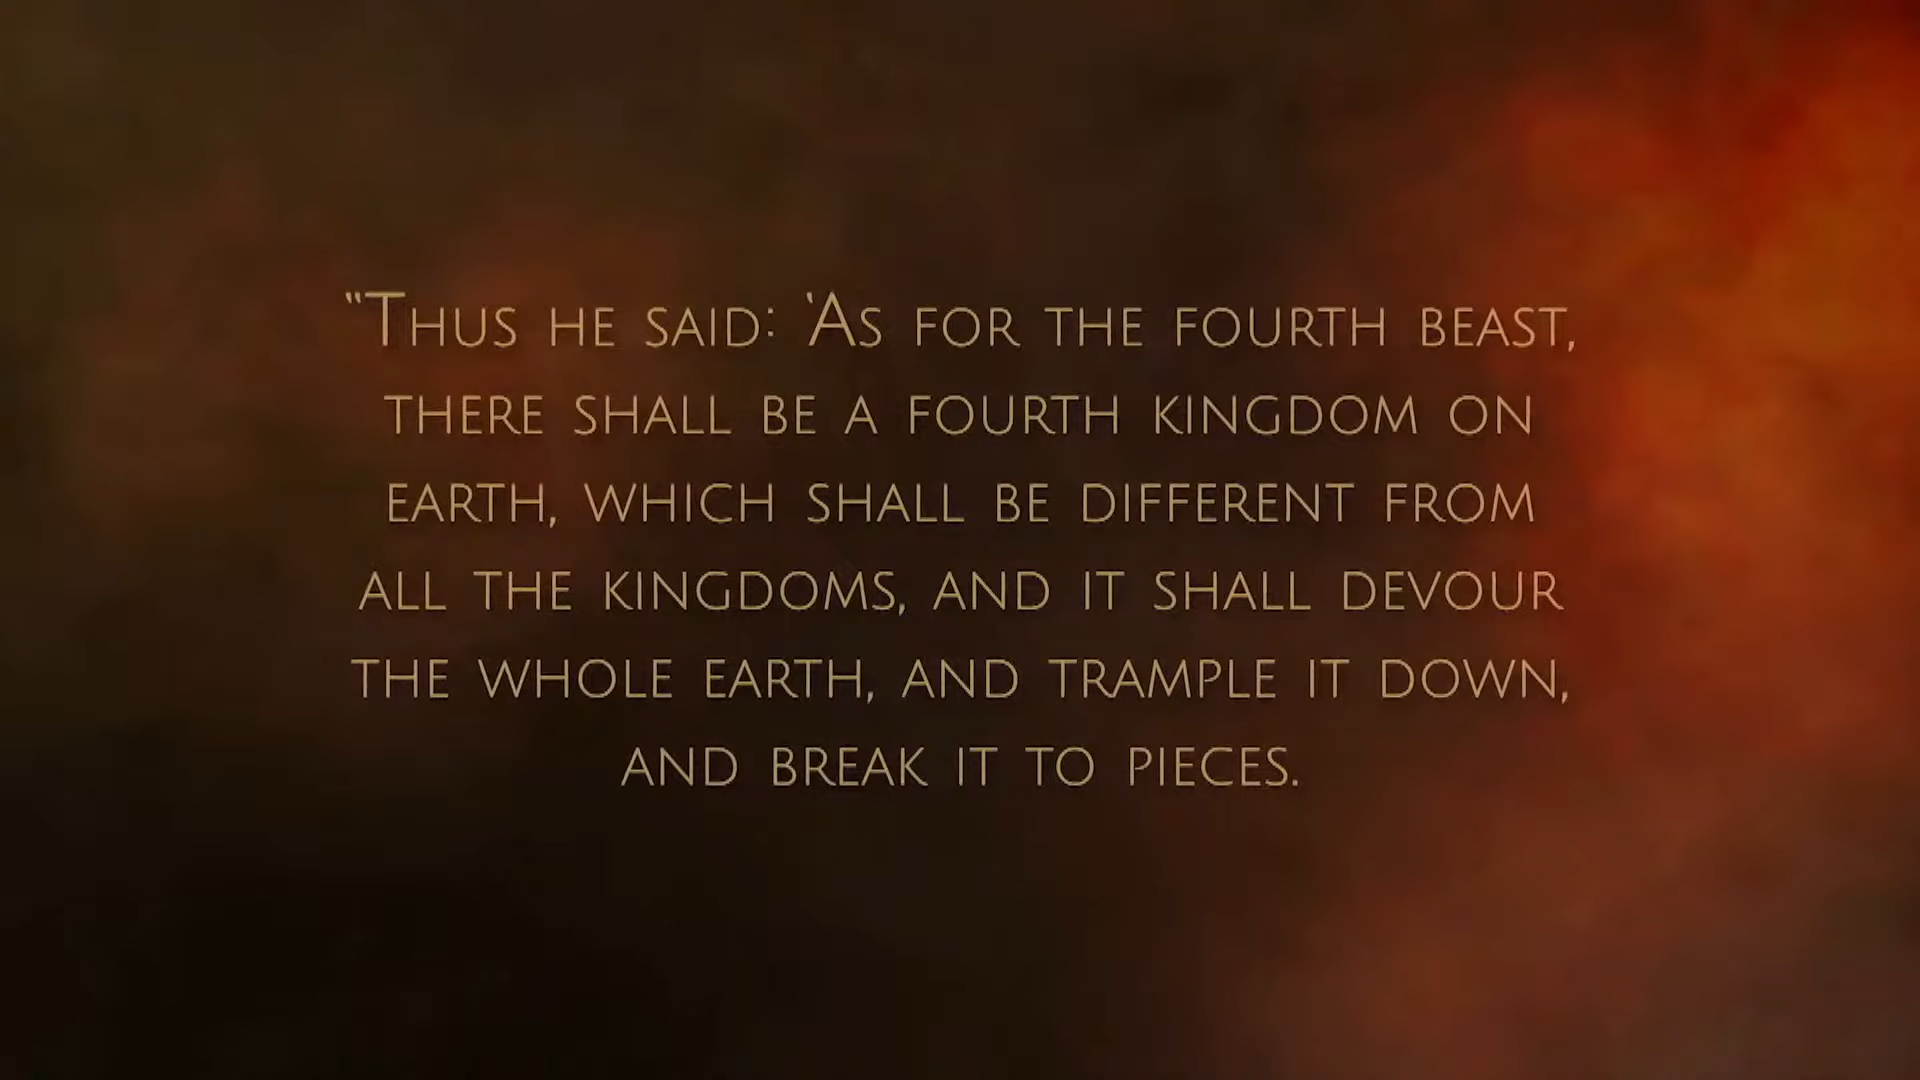 “Thus he said: ‘As for the fourth beast,
there shall be a fourth kingdom on
earth, which shall be different from
all the kingdoms, and it shall devour
the whole earth, and trample it down,
and break it to pieces.